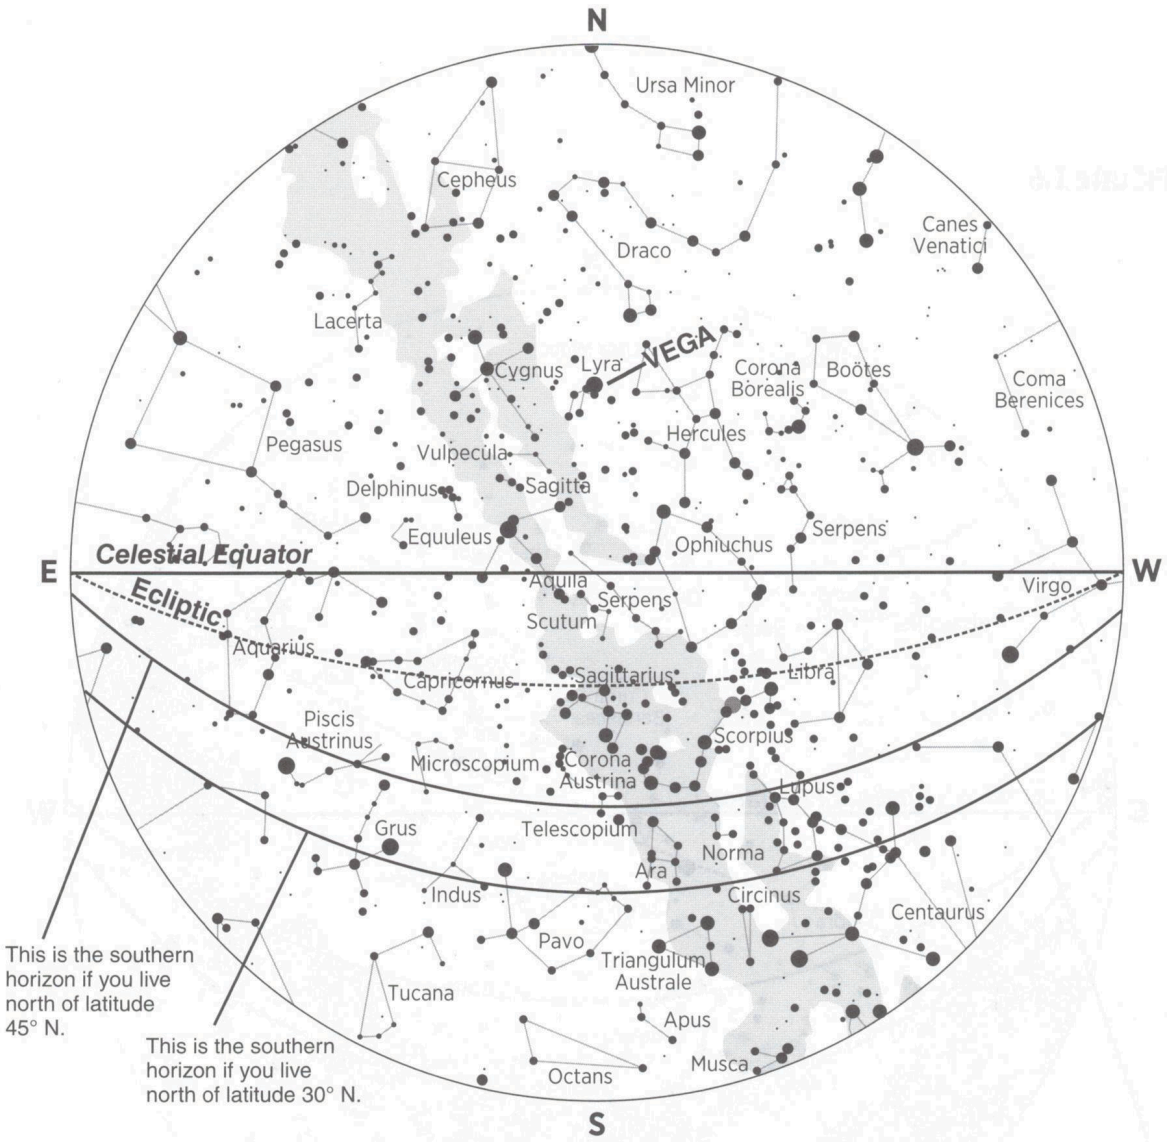 N
Ursa Minor
Cepheus
Canes
Venatici
Draco
Lacerta
VEGA
Lyra
Cygnus
Corona
Borealis
Boötes
Coma
Berenices
Hercules
Pegasus
Vulpecula
Delphinus
Sagitta
Serpens
Equuleus
Ophiuchus
Celestial Equator
E
W
Aquila
Virgo
Ecliptic
Serpens
Scutum
Aquarius
Libra
Sagittarius
Capricornus
Piscis
Austrinus
Scorpius
Microscopium
Corona
Austrina
Lupus
Grus
Telescopium
Norma
Ara
Indus
Circinus
Centaurus
Pavo
Triangulum
Australe
Tucana
Apus
Musca
Octans
This is the southern
horizon if you live
north of latitude
45° N.
This is the southern
horizon if you live
north of latitude 30° N.
S